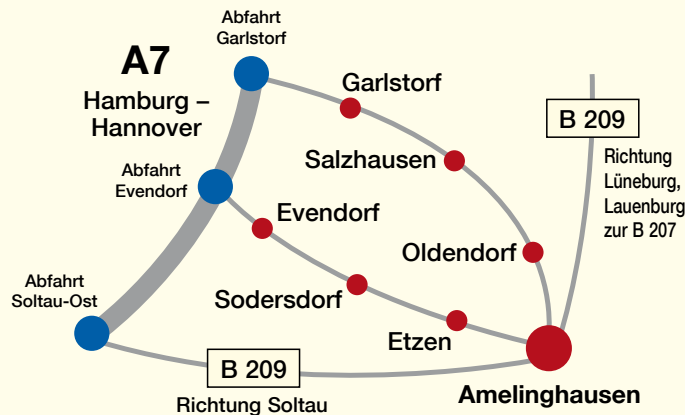 Abfahrt
Garlstorf
A7
Hamburg –
Hannover
Garlstorf
B 209
Salzhausen
Richtung
Lüneburg,
Lauenburg
zur B 207
Abfahrt
Evendorf
Evendorf
Oldendorf
Abfahrt
Soltau-Ost
Sodersdorf
Etzen
B 209
Richtung Soltau
Amelinghausen